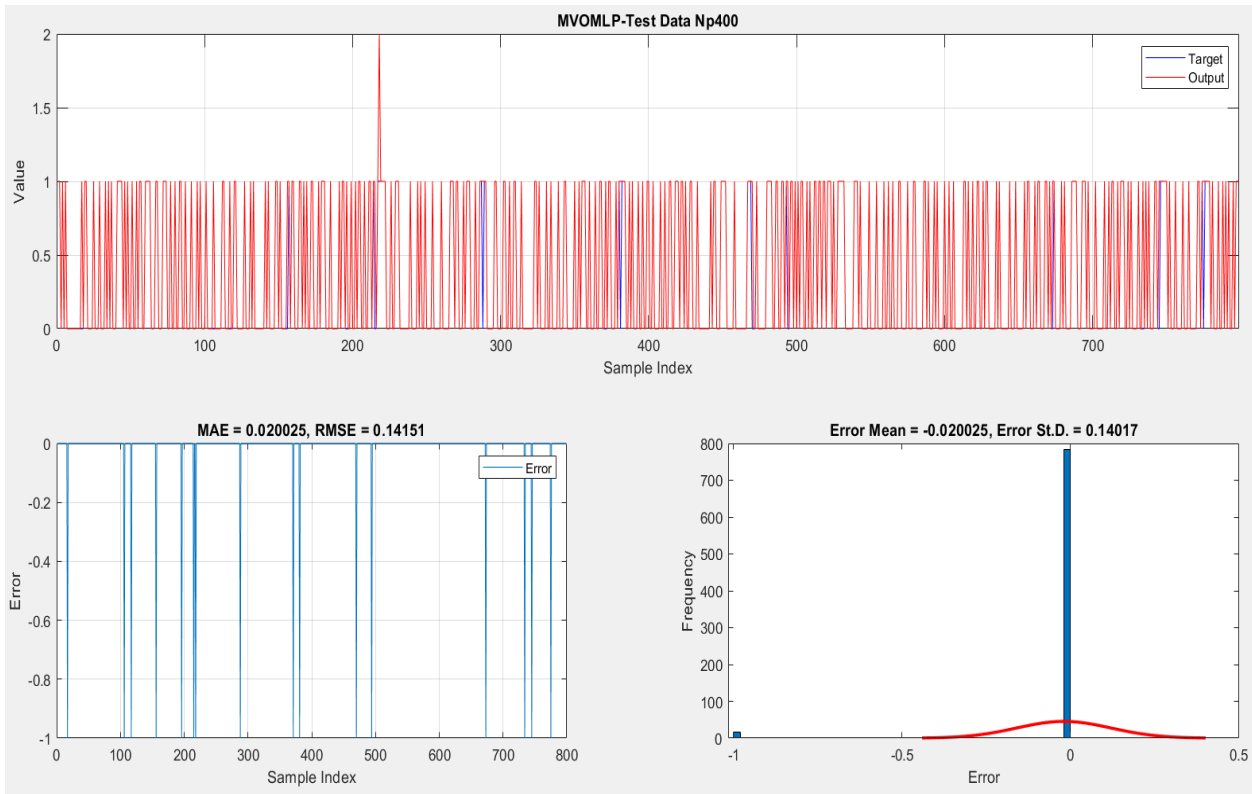 MVOMLP-Test Data Np400
Value
2
1.5
1
0.5
0
Target
Output
0 100 200 300 400 500 600 700
Sample Index
MAE = 0.020025, RMSE = 0.14151
Error
0
-0.2
-0.4
-0.6
-0.8
-1
Error
0 100 200 300 400 500 600 700 800
Sample Index
Error Mean = -0.020025, Error St.D. = 0.14017
Frequency
800
700
600
500
400
300
200
100
0
-1 -0.5 0 0.5
Error